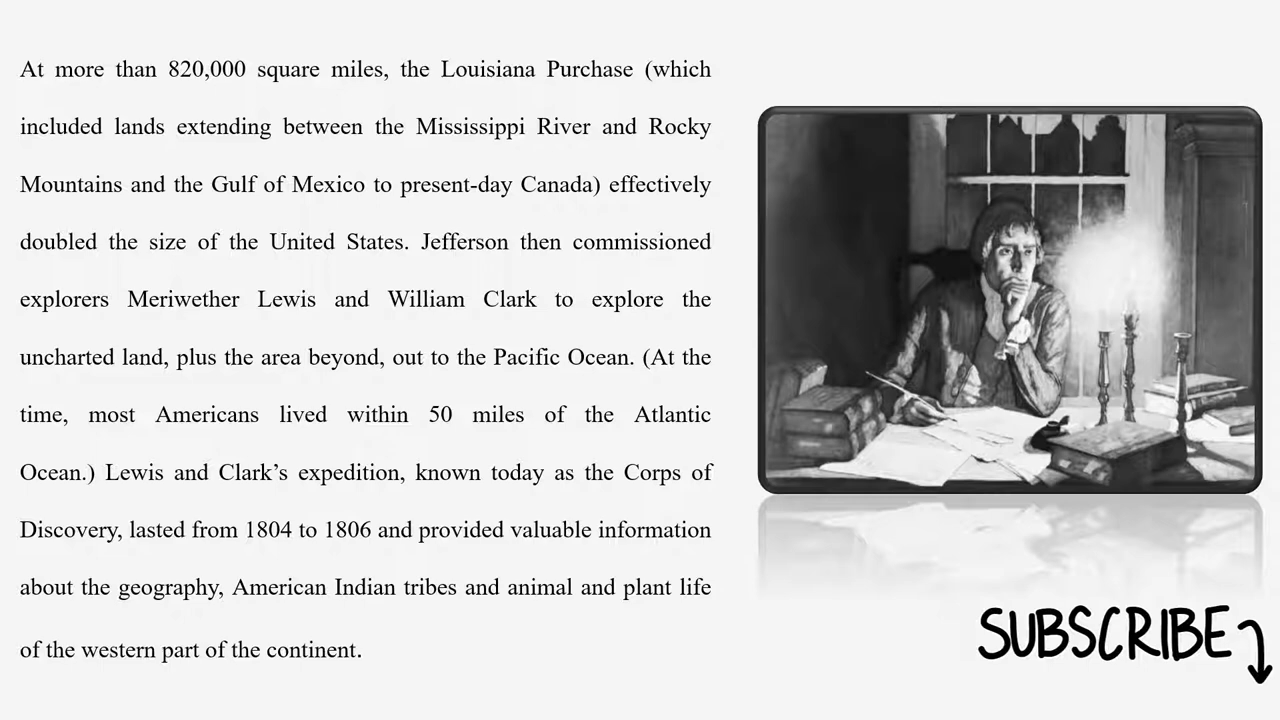 At more than 820,000 square miles, the Louisiana Purchase (which
included lands extending between the Mississippi River and Rocky
Mountains and the Gulf of Mexico to present-day Canada) effectively
doubled the size of the United States. Jefferson then commissioned
explorers Meriwether Lewis and William Clark to explore the
uncharted land, plus the area beyond, out to the Pacific Ocean. (At the
time, most Americans lived within 50 miles of the Atlantic
Ocean.) Lewis and Clark’s expedition, known today as the Corps of
Discovery, lasted from 1804 to 1806 and provided valuable information
about the geography, American Indian tribes and animal and plant life
of the western part of the continent.
SUBSCRIBE